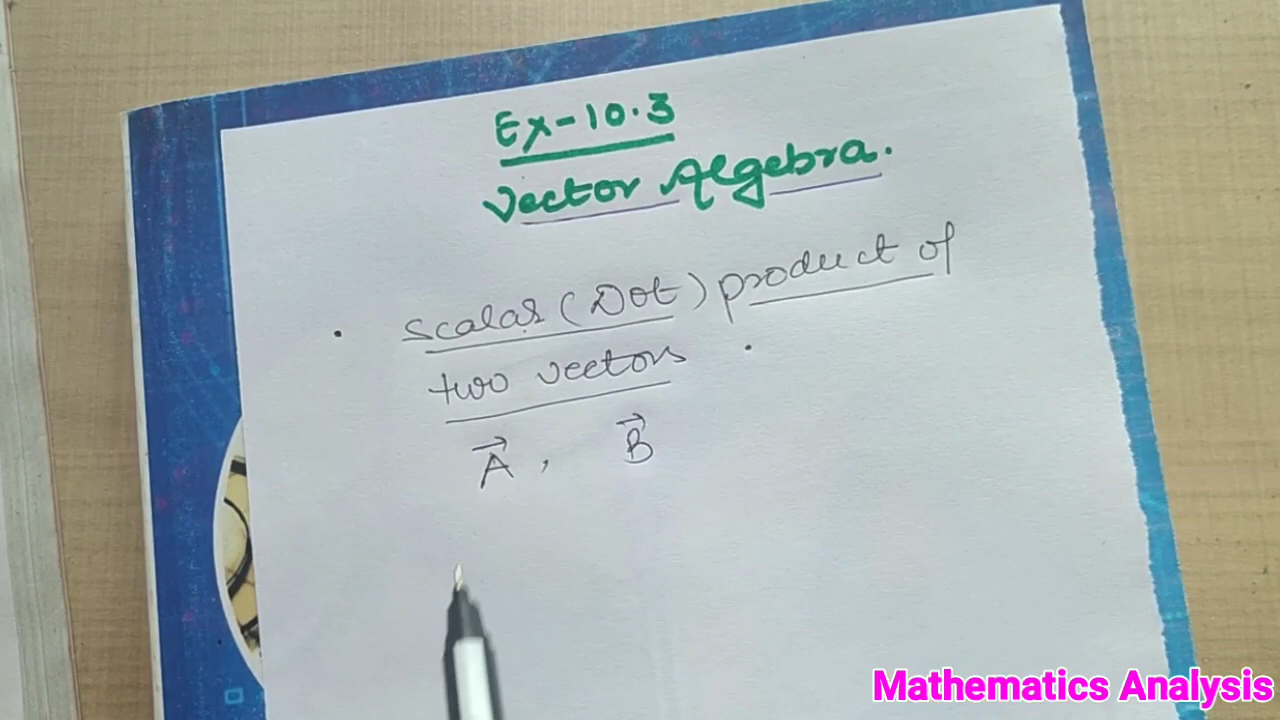 Ex-10.3
Vector Algebra.
• Scalar (Dot) product of
two vectors.
A⃗, B⃗
Mathematics Analysis